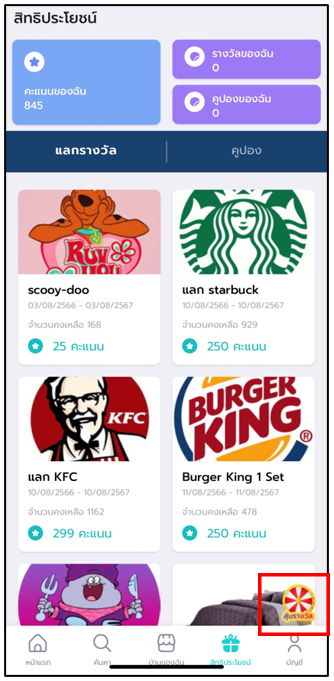 สิทธิประโยชน์
คะแนนของฉัน
845
รางวัลของฉัน
0
คูปองของฉัน
0
แลกรางวัล
คูปอง
RUV
YOU
scooy-doo
03/08/2566 - 03/08/2567
จำนวนคงเหลือ 168
25 คะแนน
แลก starbuck
10/08/2566 - 10/08/2567
จำนวนคงเหลือ 929
250 คะแนน
KFC
แลก KFC
10/08/2566 - 10/08/2567
จำนวนคงเหลือ 1162
299 คะแนน
BURGER
KING
®
Burger King 1 Set
11/08/2566 - 11/08/2567
จำนวนคงเหลือ 478
250 คะแนน
สุ่มรางวัล
หน้าแรก
ค้นหา
บ้านของฉัน
สิทธิประโยชน์
บัญชี